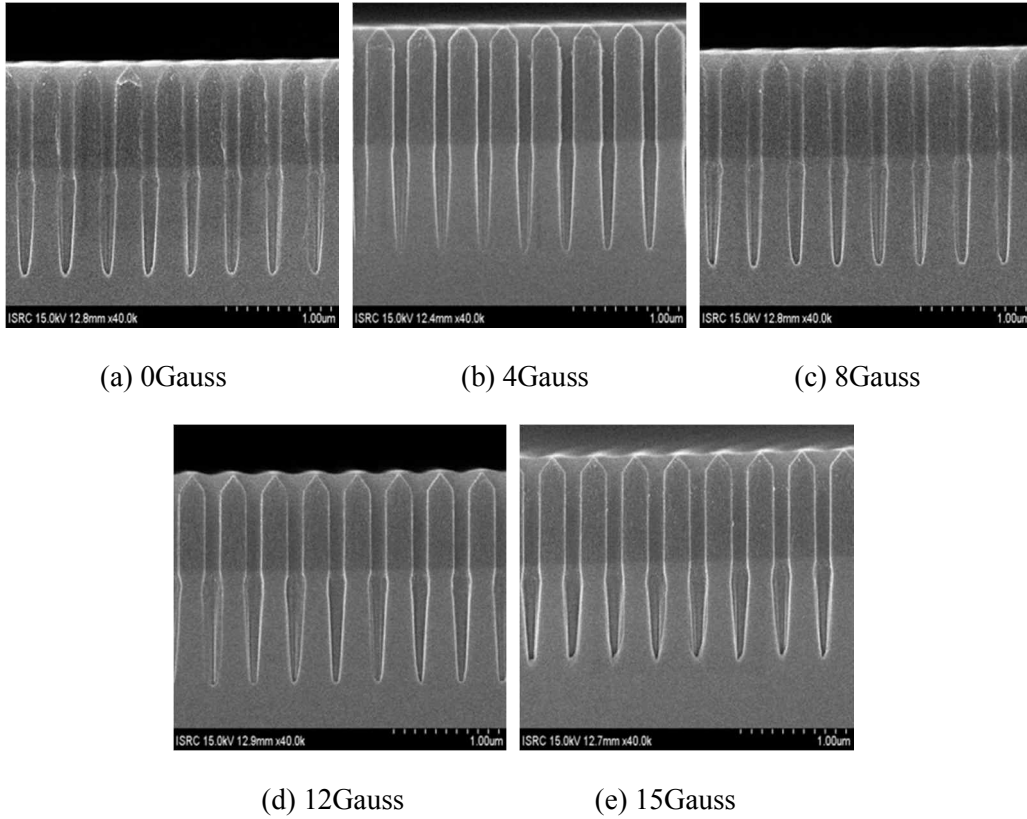 ISRC 15.0kV 12.8mm x40.0k 1.00um
ISRC 15.0kV 12.4mm x40.0k 1.00um
ISRC 15.0kV 12.8mm x40.0k 1.00um
(a) 0Gauss
(b) 4Gauss
(c) 8Gauss
ISRC 15.0kV 12.9mm x40.0k 1.00um
ISRC 15.0kV 12.7mm x40.0k 1.00um
(d) 12Gauss
(e) 15Gauss